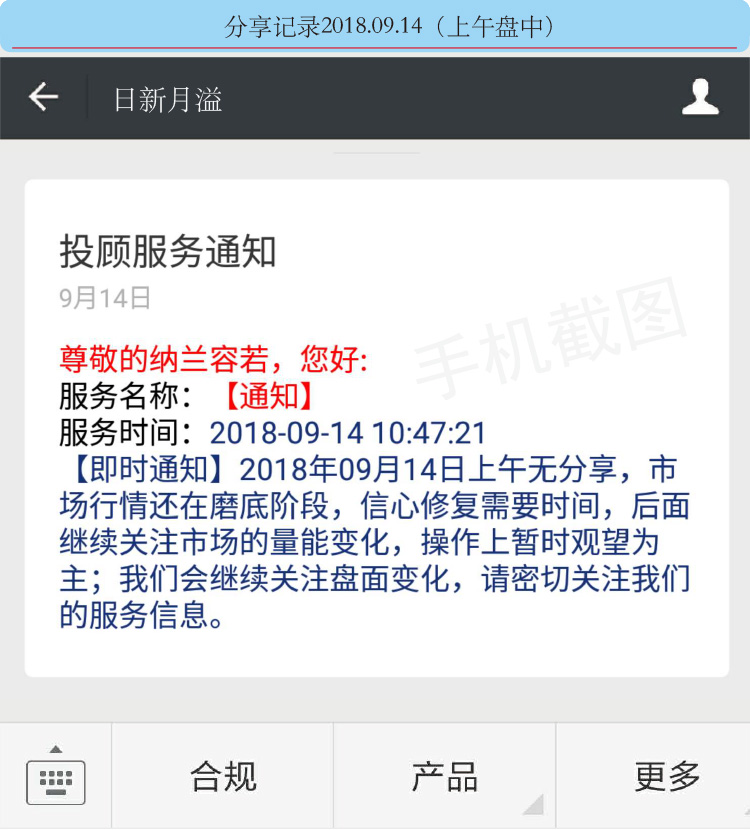 分享记录2018.09.14（上午盘中）
日新月溢
投顾服务通知
9月14日
手机截图
尊敬的纳兰容若，您好:
服务名称：【通知】
服务时间：2018-09-14 10:47:21
【即时通知】2018年09月14日上午无分享，市
场行情还在磨底阶段，信心修复需要时间，后面
继续关注市场的量能变化，操作上暂时观望为
主；我们会继续关注盘面变化，请密切关注我们
的服务信息。
合规
产品
更多